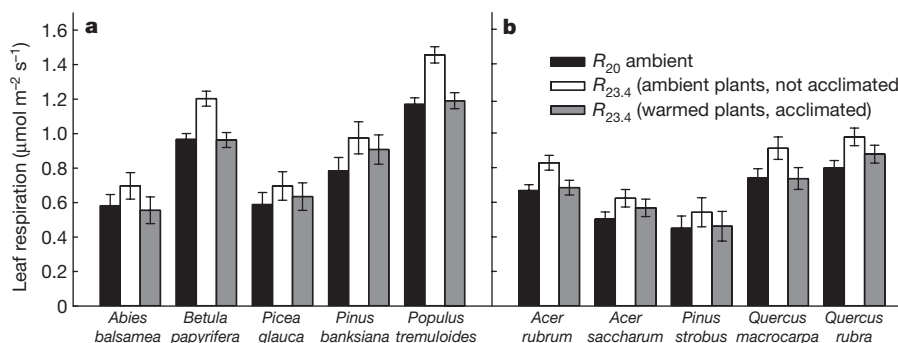 a
b
Leaf respiration (μmol m⁻² s⁻¹)
1.6
1.4
1.2
1.0
0.8
0.6
0.4
0.2
0
R₂₀ ambient
R₂₃.₄ (ambient plants, not acclimated
R₂₃.₄ (warmed plants, acclimated)
Abies balsamea
Betula papyrifera
Picea glauca
Pinus banksiana
Populus tremuloides
Acer rubrum
Acer saccharum
Pinus strobus
Quercus macrocarpa
Quercus rubra